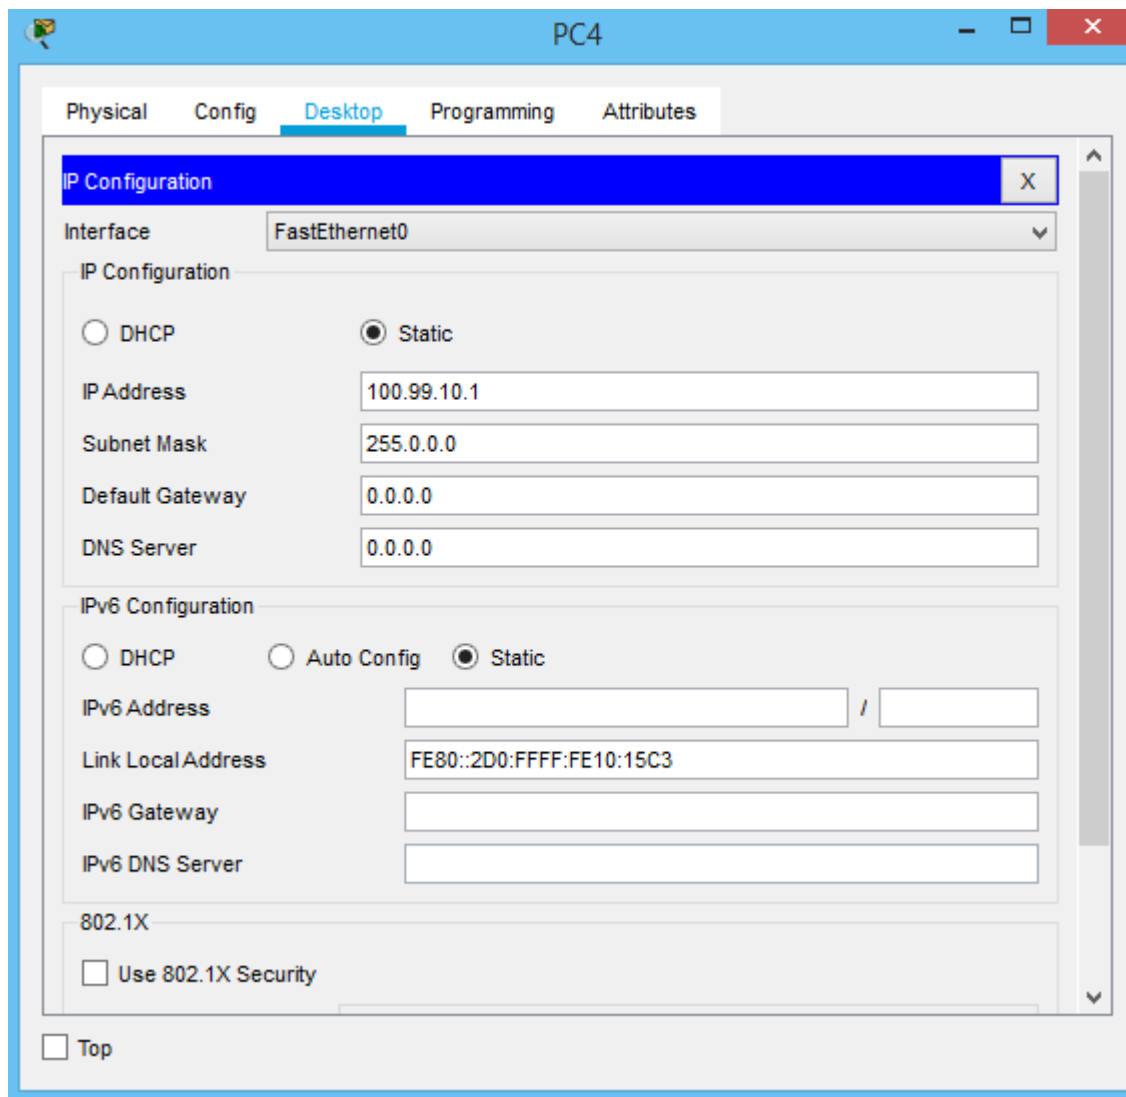 PC4
Physical Config Desktop Programming Attributes
IP Configuration X
Interface FastEthernet0
IP Configuration
DHCP Static
IP Address 100.99.10.1
Subnet Mask 255.0.0.0
Default Gateway 0.0.0.0
DNS Server 0.0.0.0
IPv6 Configuration
DHCP Auto Config Static
IPv6 Address /
Link Local Address FE80::2D0:FFFF:FE10:15C3
IPv6 Gateway
IPv6 DNS Server
802.1X
Use 802.1X Security
Top